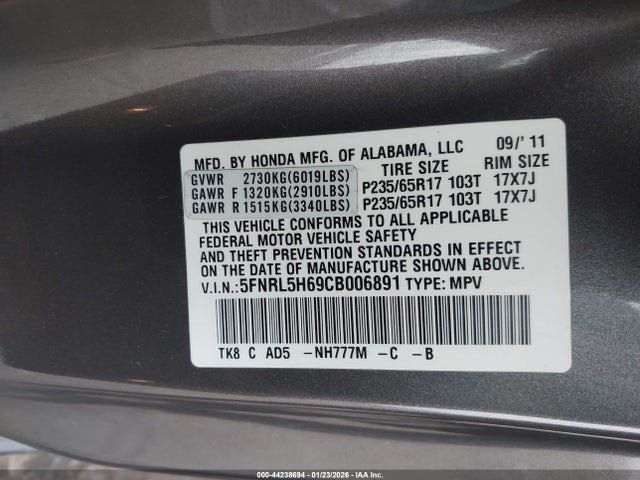 MFD. BY HONDA MFG. OF ALABAMA, LLC 09/' 11
GVWR 2730KG(6019LBS) TIRE SIZE RIM SIZE
GAWR F 1320KG(2910LBS) P235/65R17 103T 17X7J
GAWR R 1515KG(3340LBS) P235/65R17 103T 17X7J
THIS VEHICLE CONFORMS TO ALL APPLICABLE
FEDERAL MOTOR VEHICLE SAFETY
AND THEFT PREVENTION STANDARDS IN EFFECT
ON THE DATE OF MANUFACTURE SHOWN ABOVE.
V.I.N.: 5FNRL5H69CB006891 TYPE: MPV
TK8 C AD5 -NH777M -C -B
000-44238694 - 01/23/2026 - IAA Inc.